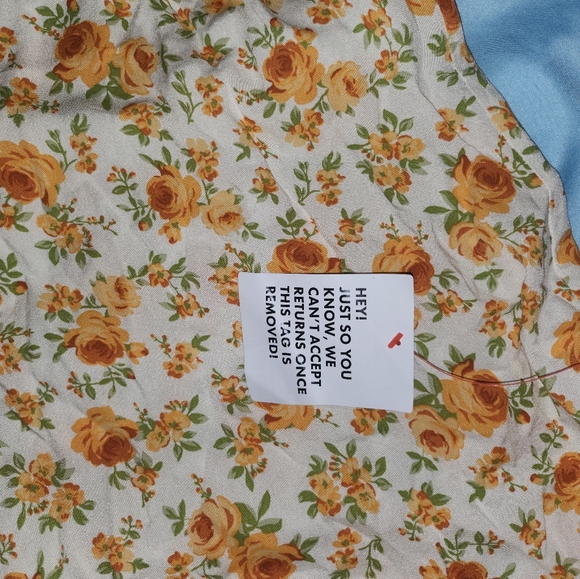 HEY!
JUST SO YOU
KNOW, WE
CAN'T ACCEPT
RETURNS ONCE
THIS TAG IS
REMOVED!